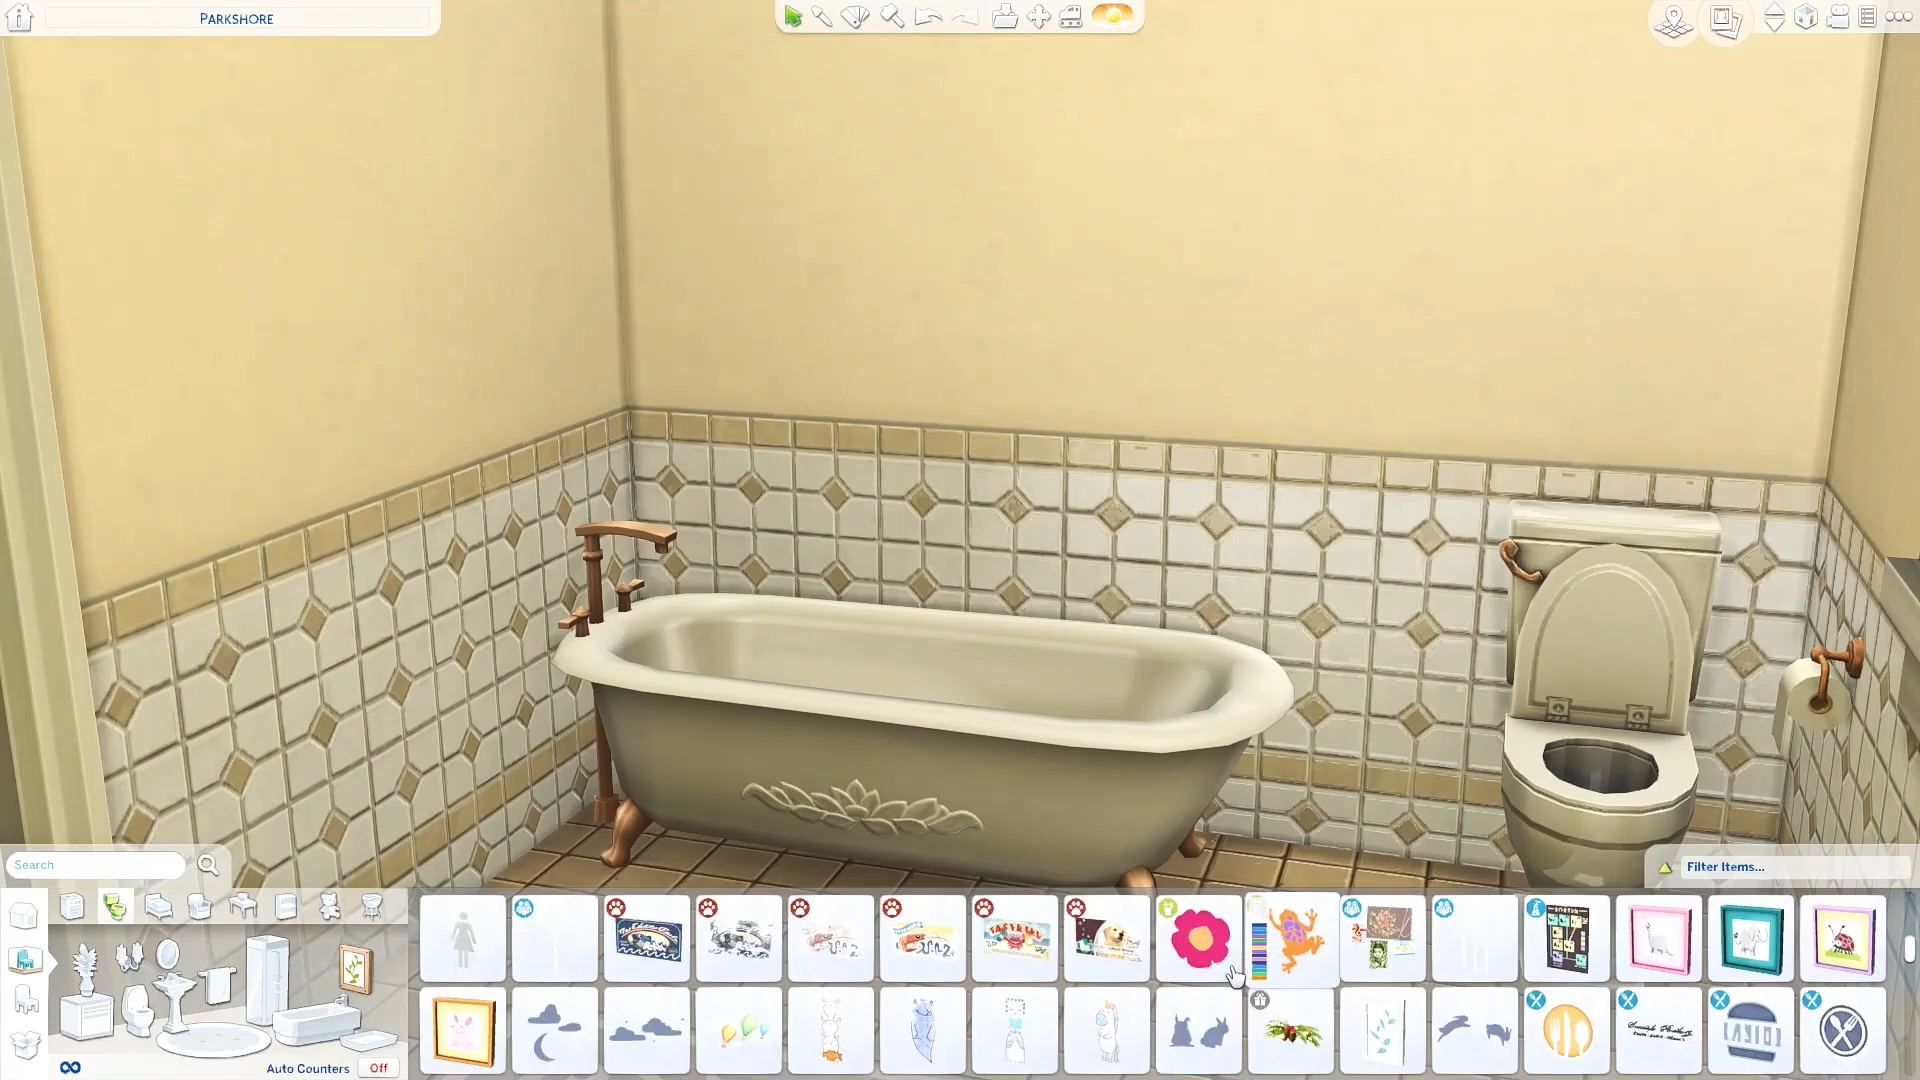 PARKSHORE
Search
Filter Items...
Auto Counters
Off